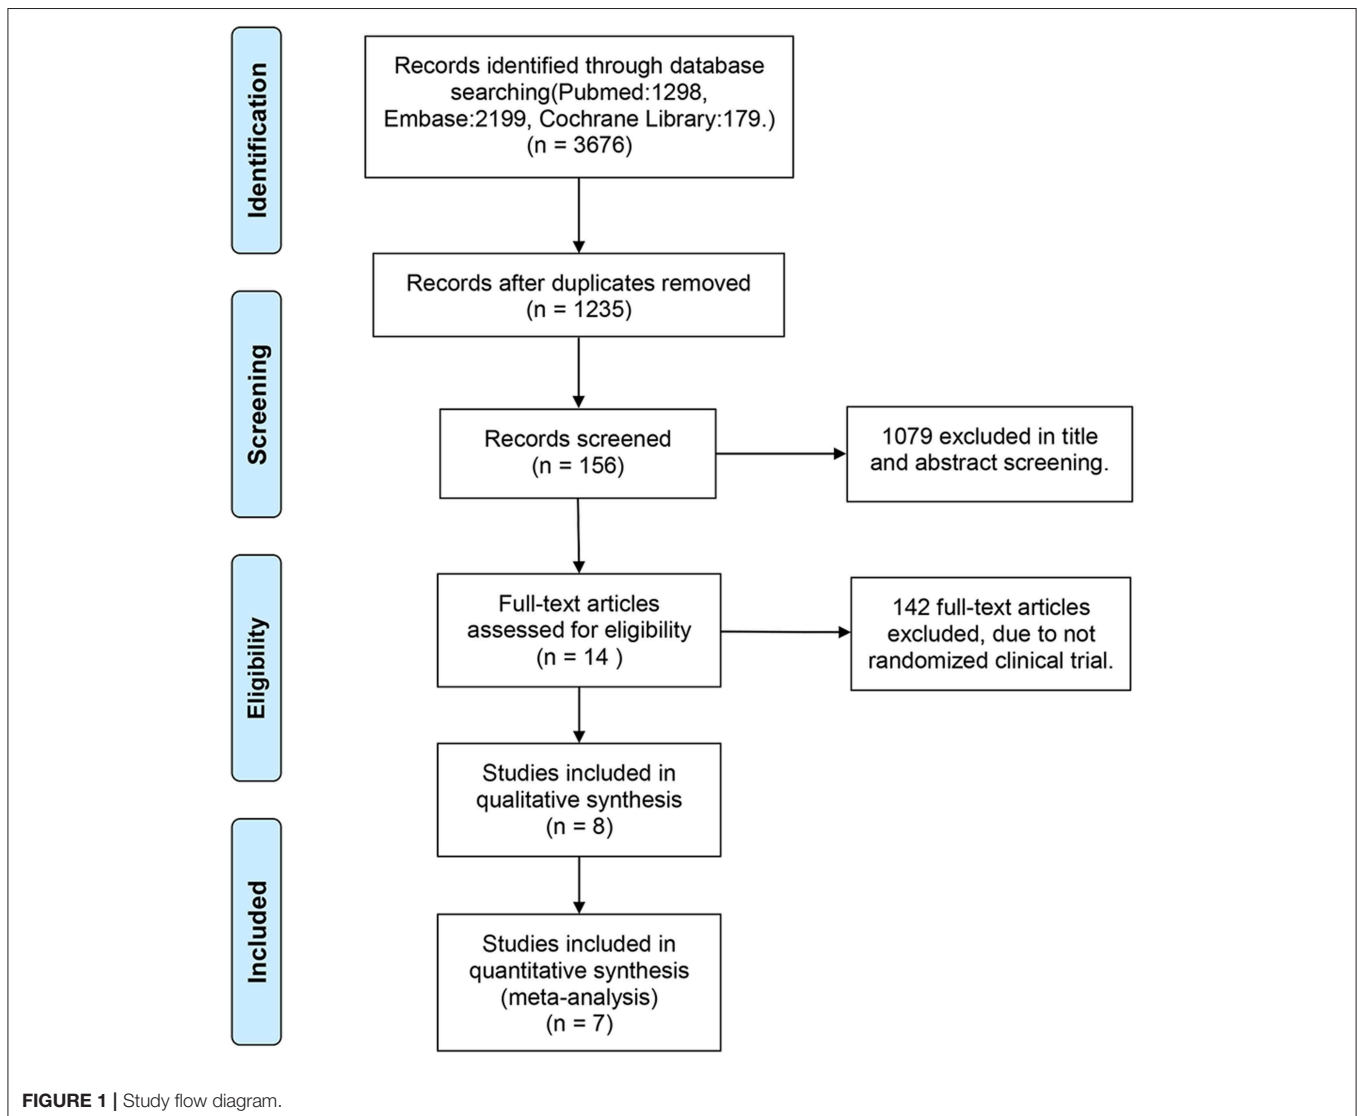 Identification
Records identified through database
searching(Pubmed:1298,
Embase:2199, Cochrane Library:179.)
(n = 3676)
Records after duplicates removed
(n = 1235)
Screening
Records screened
(n = 156)
1079 excluded in title
and abstract screening.
Eligibility
Full-text articles
assessed for eligibility
(n = 14 )
142 full-text articles
excluded, due to not
randomized clinical trial.
Studies included in
qualitative synthesis
(n = 8)
Included
Studies included in
quantitative synthesis
(meta-analysis)
(n = 7)
FIGURE 1 | Study flow diagram.